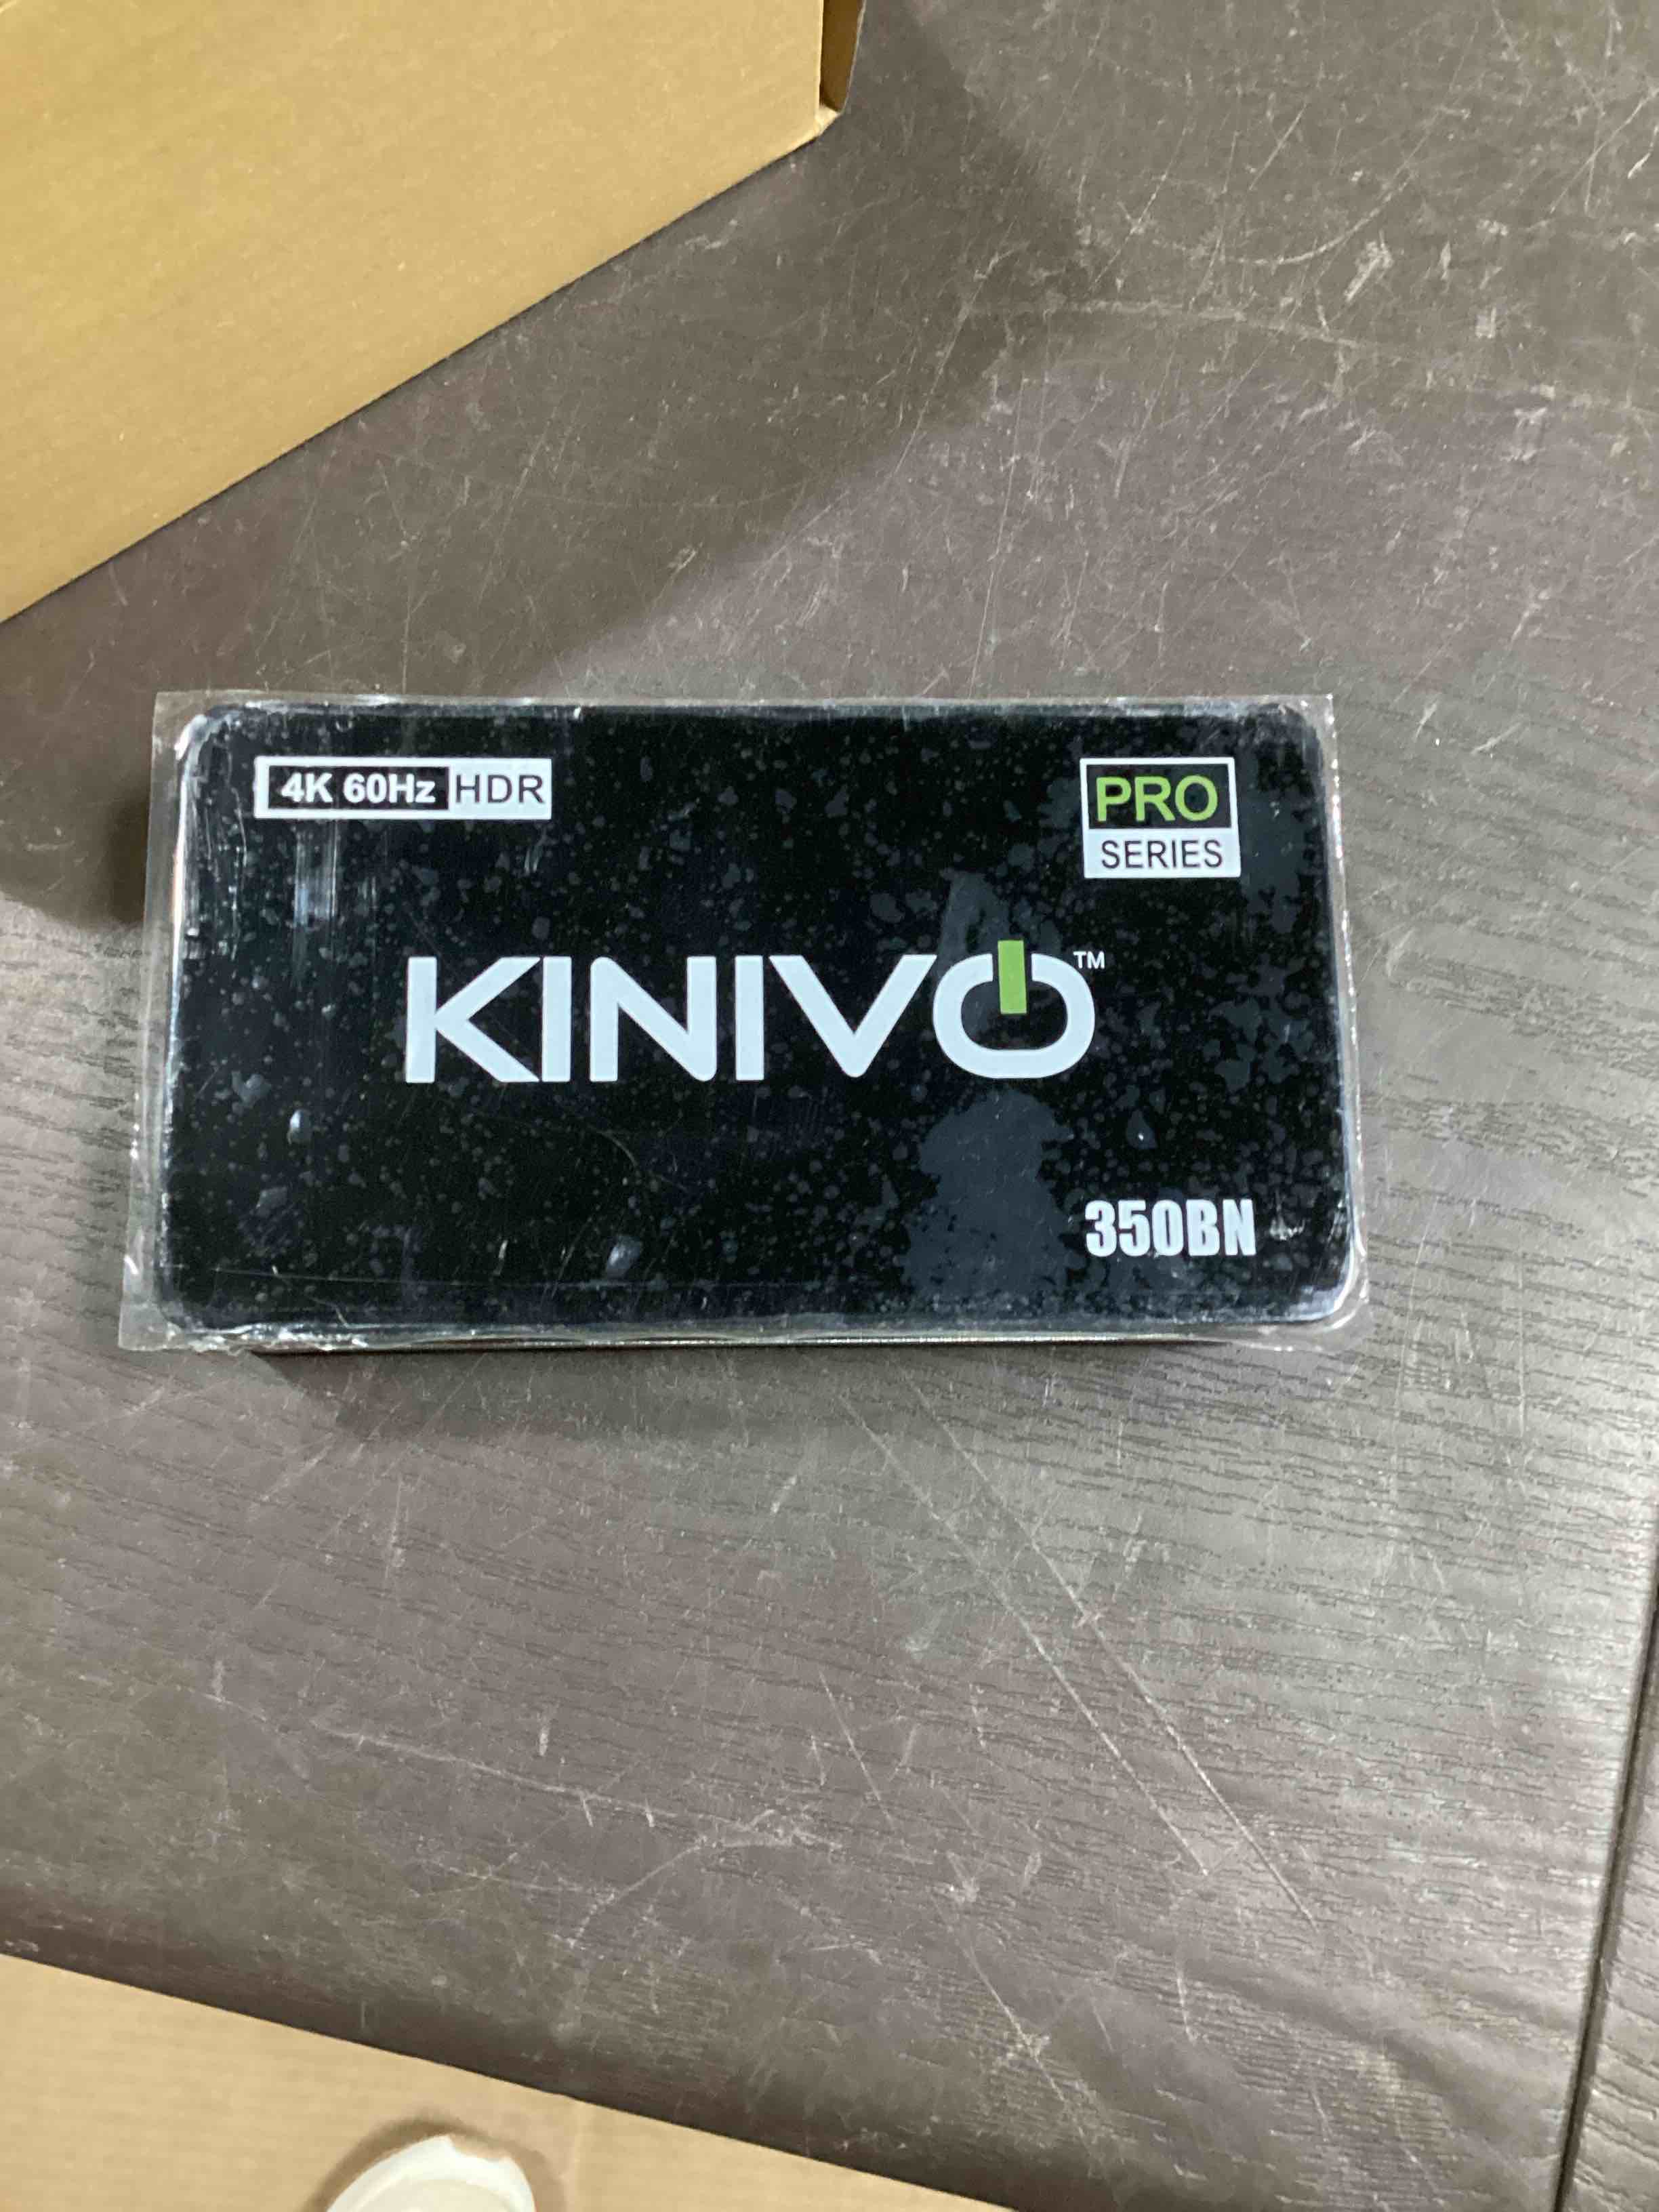 4K 60Hz HDR
PRO
SERIES
KINIVO™
350BN